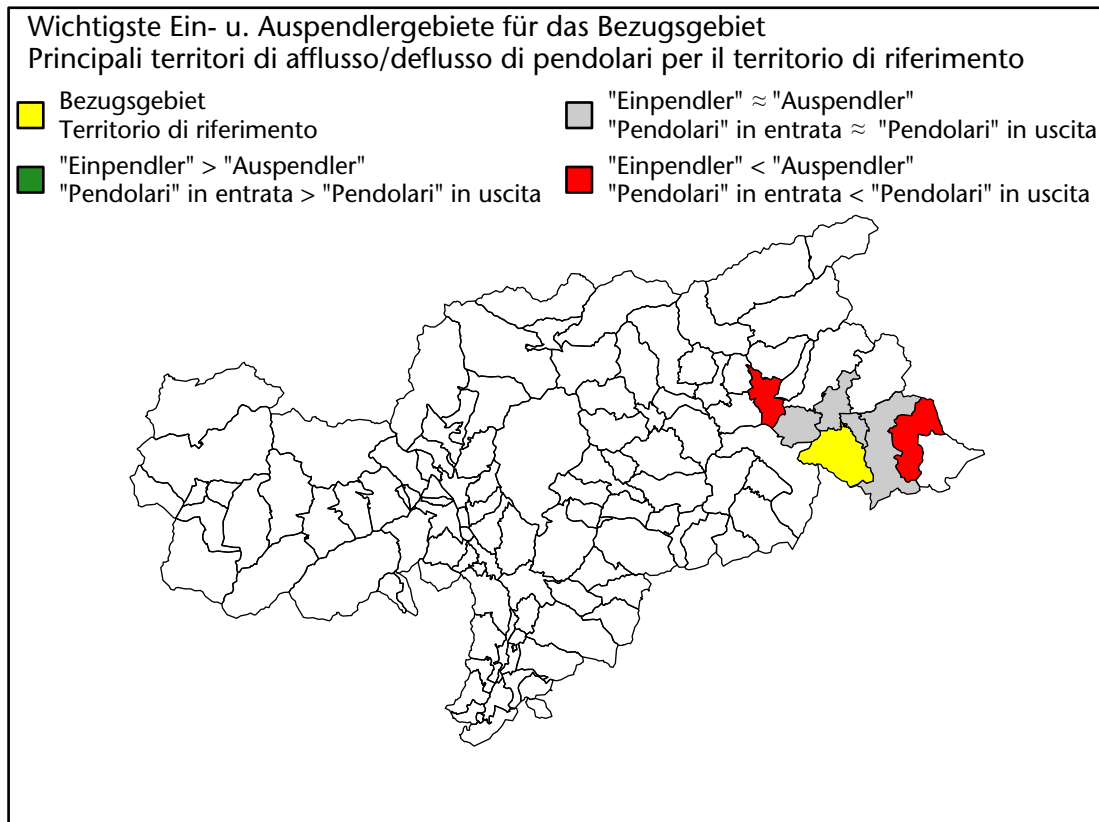 Wichtigste Ein- u. Auspendlergebiete für das Bezugsgebiet
Principali territori di afflusso/deflusso di pendolari per il territorio di riferimento
Bezugsgebiet
Territorio di riferimento
"Einpendler" > "Auspendler"
"Pendolari" in entrata > "Pendolari" in uscita
"Einpendler" ≈ "Auspendler"
"Pendolari" in entrata ≈ "Pendolari" in uscita
"Einpendler" < "Auspendler"
"Pendolari" in entrata < "Pendolari" in uscita